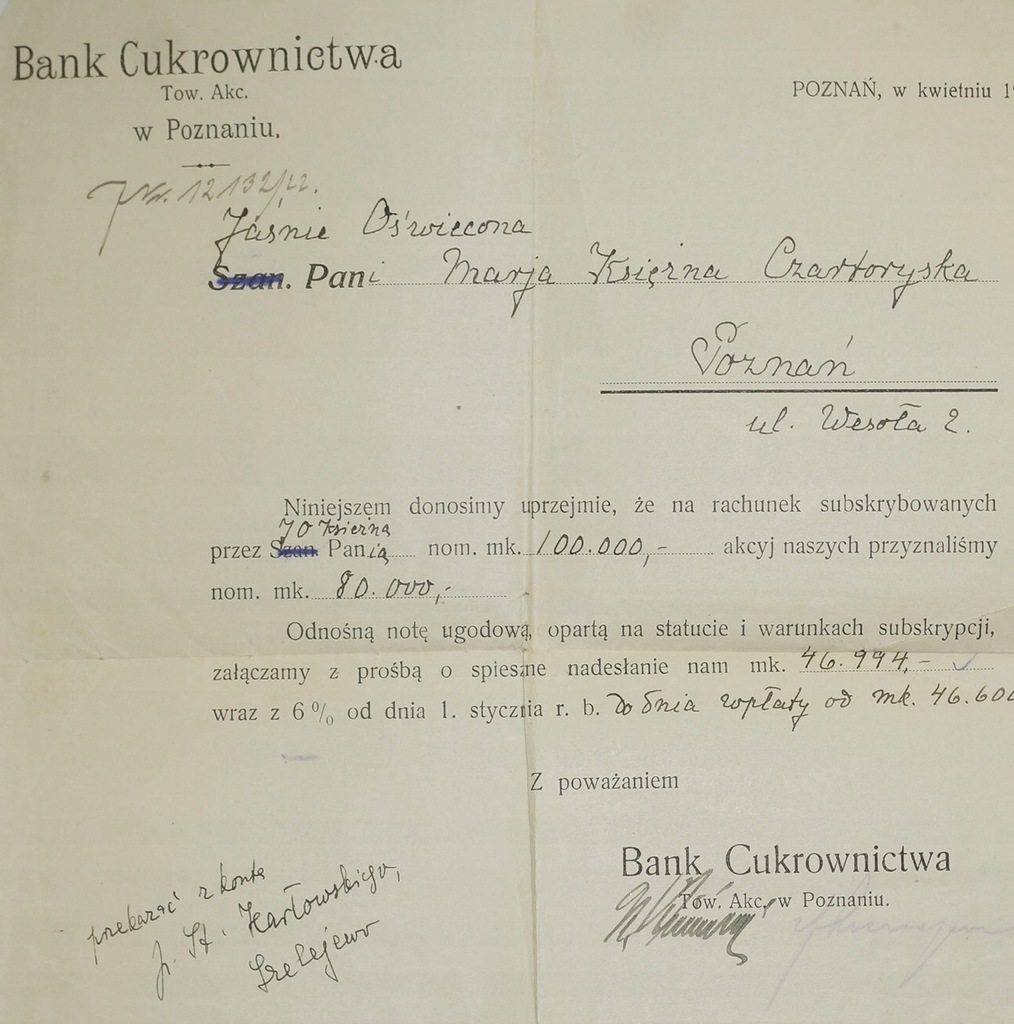 Bank Cukrownictwa
Tow. Akc.
w Poznaniu.
POZNAŃ, w kwietniu 1
Nr. 12132/22.
Jaśnie Oświecona
Szan. Pani Marja Księżna Czartoryska
Poznań
ul. Wesoła 2.
Niniejszem donosimy uprzejmie, że na rachunek subskrybowanych
JO Księżną
przez Szan. Panią nom. mk. 100.000,- akcyj naszych przyznaliśmy
nom. mk. 80.000,-
Odnośną notę ugodową, opartą na statucie i warunkach subskrypcji,
załączamy z prośbą o spieszne nadesłanie nam mk. 46.994,-
wraz z 6% od dnia 1. stycznia r. b. do dnia wpłaty od mk. 46.600
Z poważaniem
Bank Cukrownictwa
Tow. Akc. w Poznaniu.
przekazać z konta
p. St. Karłowskiego,
Szelejewo